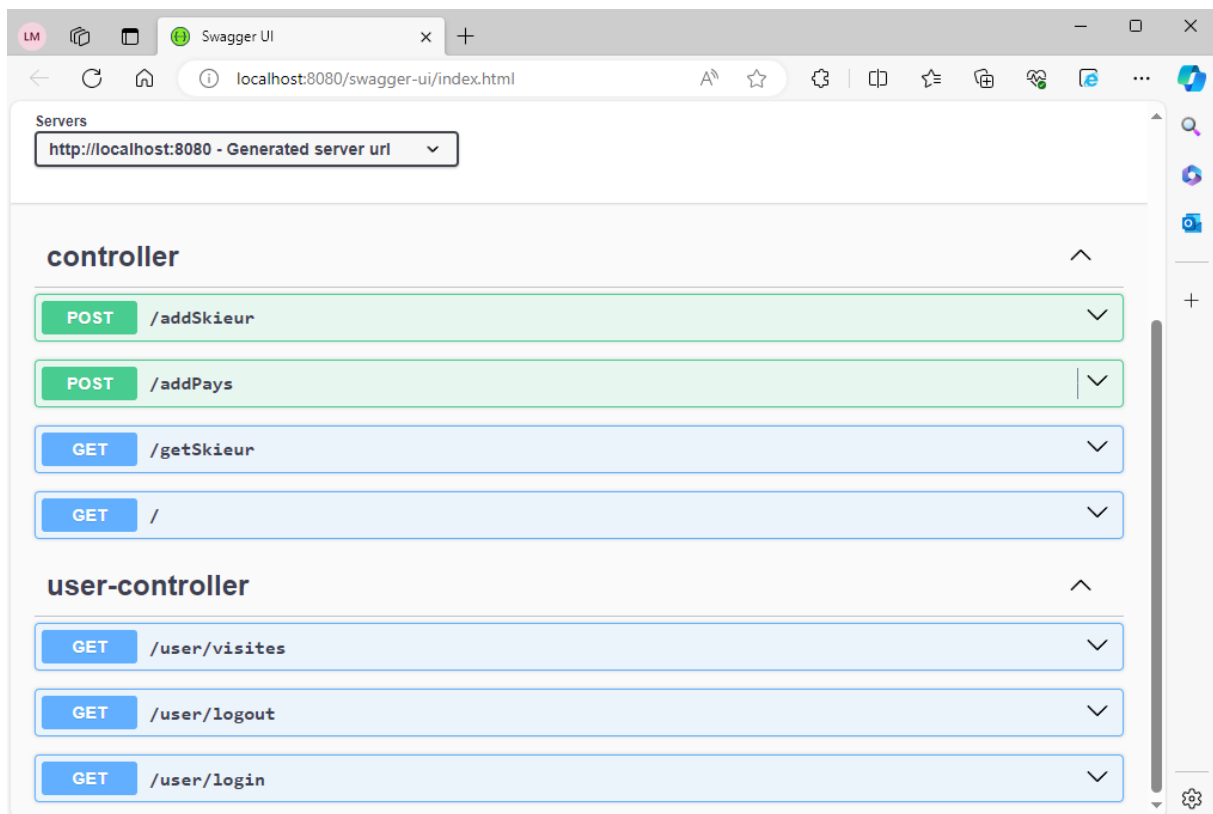 LM
Swagger UI
localhost:8080/swagger-ui/index.html
Servers
http://localhost:8080 - Generated server url
controller
POST /addSkieur
POST /addPays
GET /getSkieur
GET /
user-controller
GET /user/visites
GET /user/logout
GET /user/login